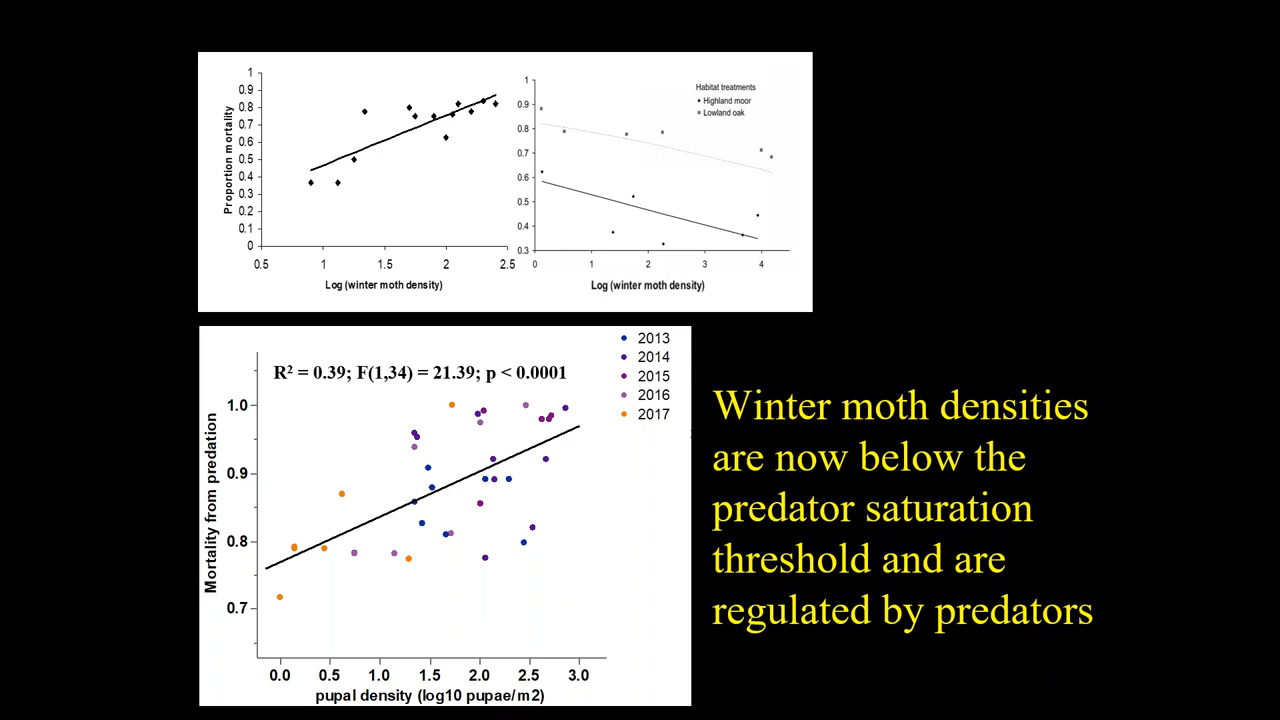 1
0.9
0.8
0.7
0.6
0.5
0.4
0.3
0.2
0.1
0
Proportion mortality
0.5 1 1.5 2 2.5
Log (winter moth density)
1
0.9
0.8
0.7
0.6
0.5
0.4
0.3
0 1 2 3 4
Log (winter moth density)
Habitat treatments
Highland moor
Lowland oak
R² = 0.39; F(1,34) = 21.39; p < 0.0001
2013
2014
2015
2016
2017
1.0
0.9
0.8
0.7
Mortality from predation
0.0 0.5 1.0 1.5 2.0 2.5 3.0
pupal density (log10 pupae/m2)
Winter moth densities
are now below the
predator saturation
threshold and are
regulated by predators